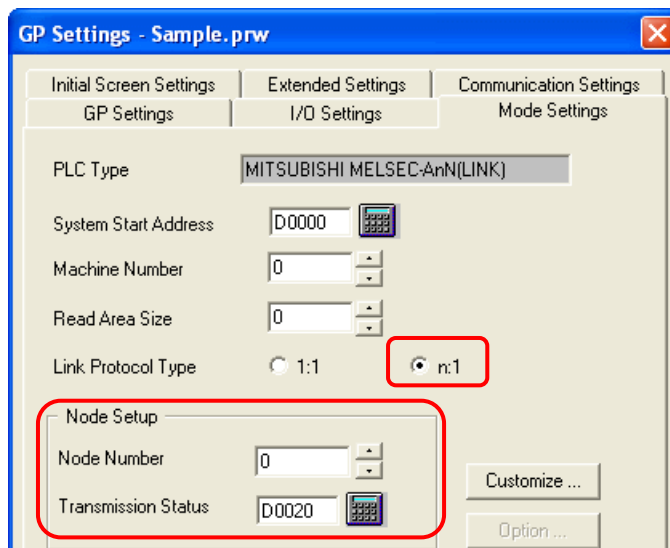 GP Settings - Sample.prw
Initial Screen Settings Extended Settings Communication Settings
GP Settings I/O Settings Mode Settings
PLC Type MITSUBISHI MELSEC-AnN(LINK)
System Start Address D0000
Machine Number 0
Read Area Size 0
Link Protocol Type 1:1 n:1
Node Setup
Node Number 0
Customize ...
Transmission Status D0020
Option ...